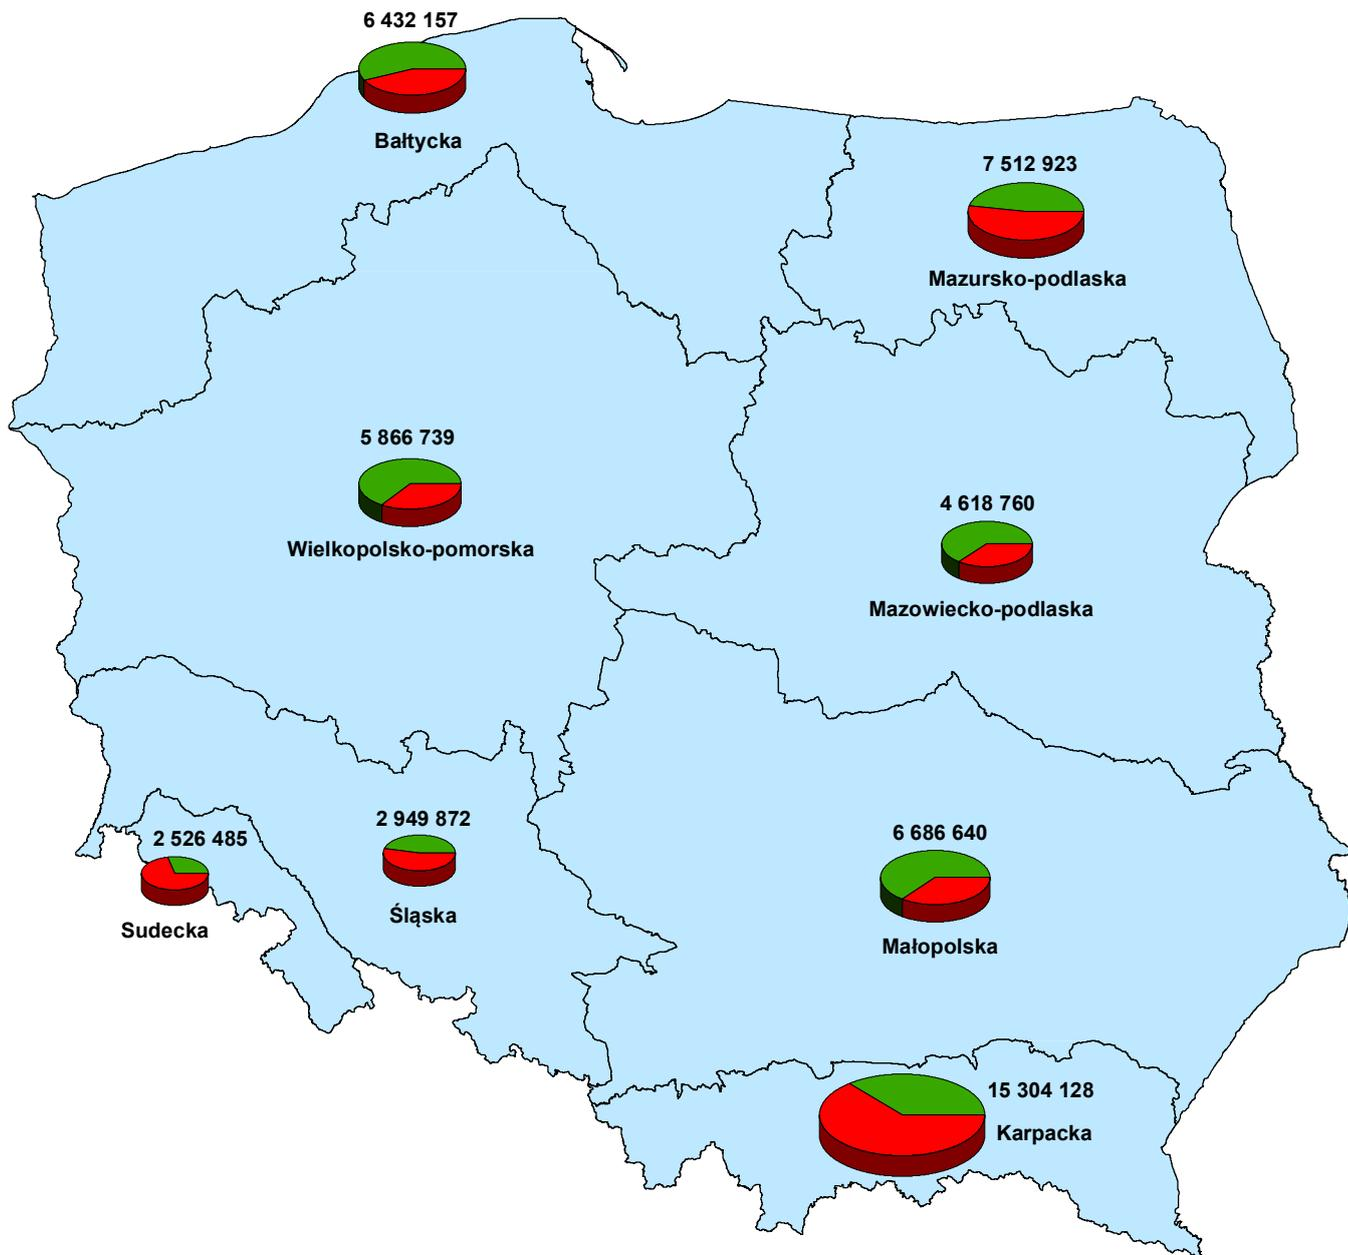 6 432 157
Bałtycka
7 512 923
Mazursko-podlaska
5 866 739
Wielkopolsko-pomorska
4 618 760
Mazowiecko-podlaska
2 526 485
Sudecka
2 949 872
Śląska
6 686 640
Małopolska
15 304 128
Karpacka